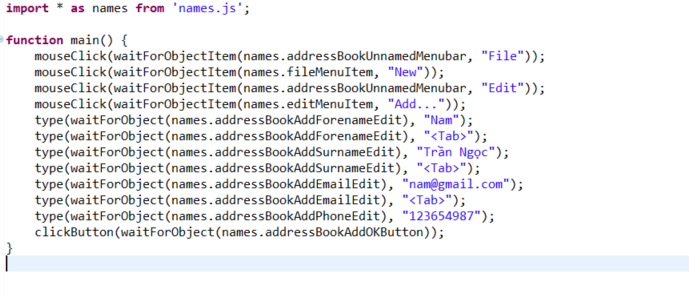 import * as names from 'names.js';
function main() {
mouseClick(waitForObjectItem(names.addressBookUnnamedMenubar, "File"));
mouseClick(waitForObjectItem(names.fileMenuItem, "New"));
mouseClick(waitForObjectItem(names.addressBookUnnamedMenubar, "Edit"));
mouseClick(waitForObjectItem(names.editMenuItem, "Add..."));
type(waitForObject(names.addressBookAddForenameEdit), "Nam");
type(waitForObject(names.addressBookAddForenameEdit), "<Tab>");
type(waitForObject(names.addressBookAddSurnameEdit), "Trần Ngọc");
type(waitForObject(names.addressBookAddSurnameEdit), "<Tab>");
type(waitForObject(names.addressBookAddEmailEdit), "nam@gmail.com");
type(waitForObject(names.addressBookAddEmailEdit), "<Tab>");
type(waitForObject(names.addressBookAddPhoneEdit), "123654987");
clickButton(waitForObject(names.addressBookAddOKButton));
}